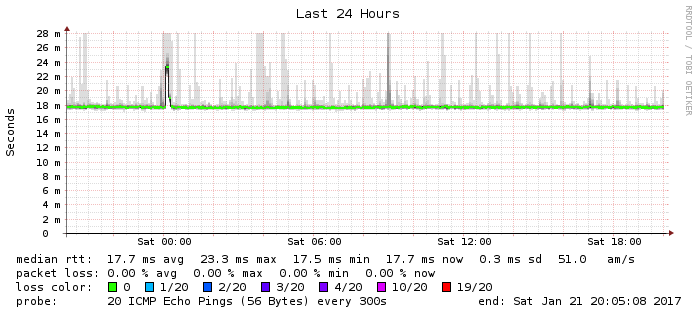 Last 24 Hours
RRDTOOL / TOBI OETIKER
Seconds
28 m
26 m
24 m
22 m
20 m
18 m
16 m
14 m
12 m
10 m
8 m
6 m
4 m
2 m
0
Sat 00:00 Sat 06:00 Sat 12:00 Sat 18:00
median rtt: 17.7 ms avg 23.3 ms max 17.5 ms min 17.7 ms now 0.3 ms sd 51.0 am/s
packet loss: 0.00 % avg 0.00 % max 0.00 % min 0.00 % now
loss color: 0 1/20 2/20 3/20 4/20 10/20 19/20
probe: 20 ICMP Echo Pings (56 Bytes) every 300s end: Sat Jan 21 20:05:08 2017